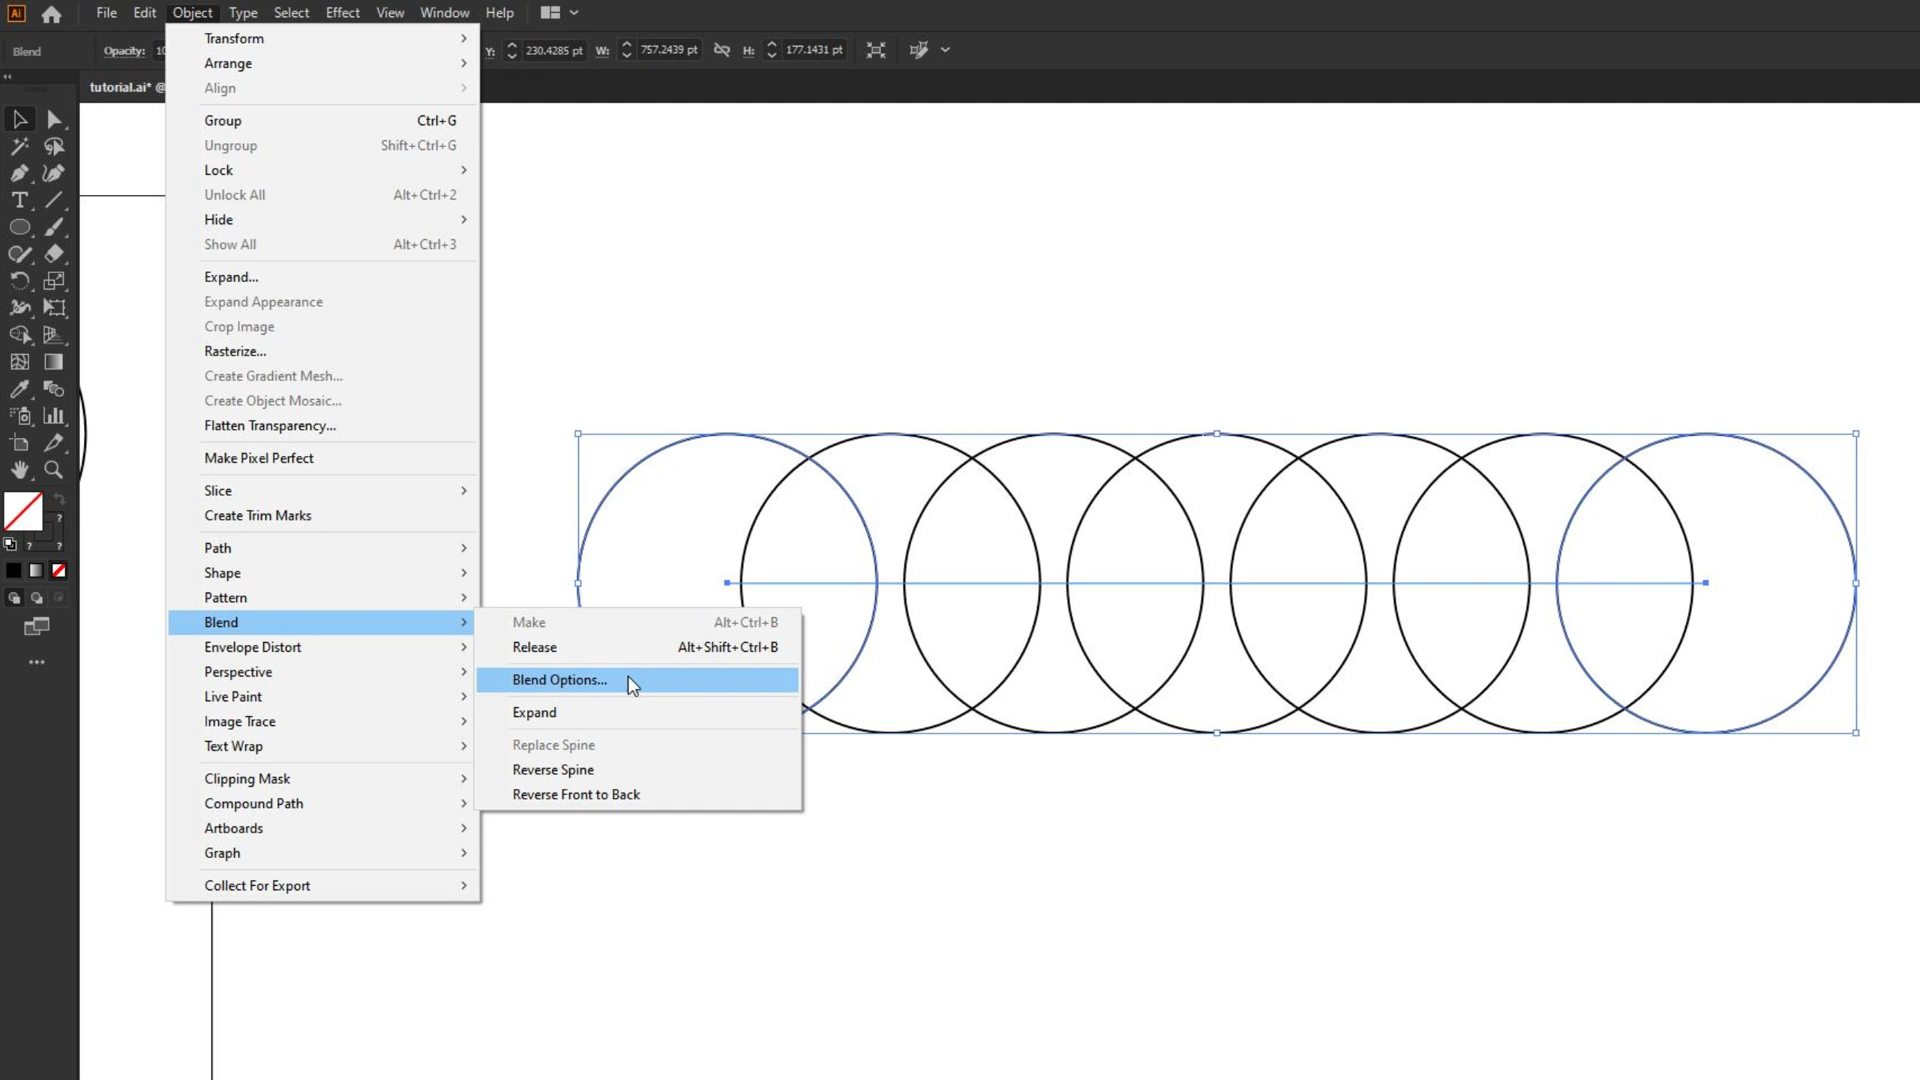 Ai File Edit Object Type Select Effect View Window Help
Blend Opacity: 10 Y: 230.4285 pt W: 757.2439 pt H: 177.1431 pt
tutorial.ai* @
Transform
Arrange
Align
Group Ctrl+G
Ungroup Shift+Ctrl+G
Lock
Unlock All Alt+Ctrl+2
Hide
Show All Alt+Ctrl+3
Expand...
Expand Appearance
Crop Image
Rasterize...
Create Gradient Mesh...
Create Object Mosaic...
Flatten Transparency...
Make Pixel Perfect
Slice
Create Trim Marks
Path
Shape
Pattern
Blend
Envelope Distort
Perspective
Live Paint
Image Trace
Text Wrap
Clipping Mask
Compound Path
Artboards
Graph
Collect For Export
Make Alt+Ctrl+B
Release Alt+Shift+Ctrl+B
Blend Options...
Expand
Replace Spine
Reverse Spine
Reverse Front to Back